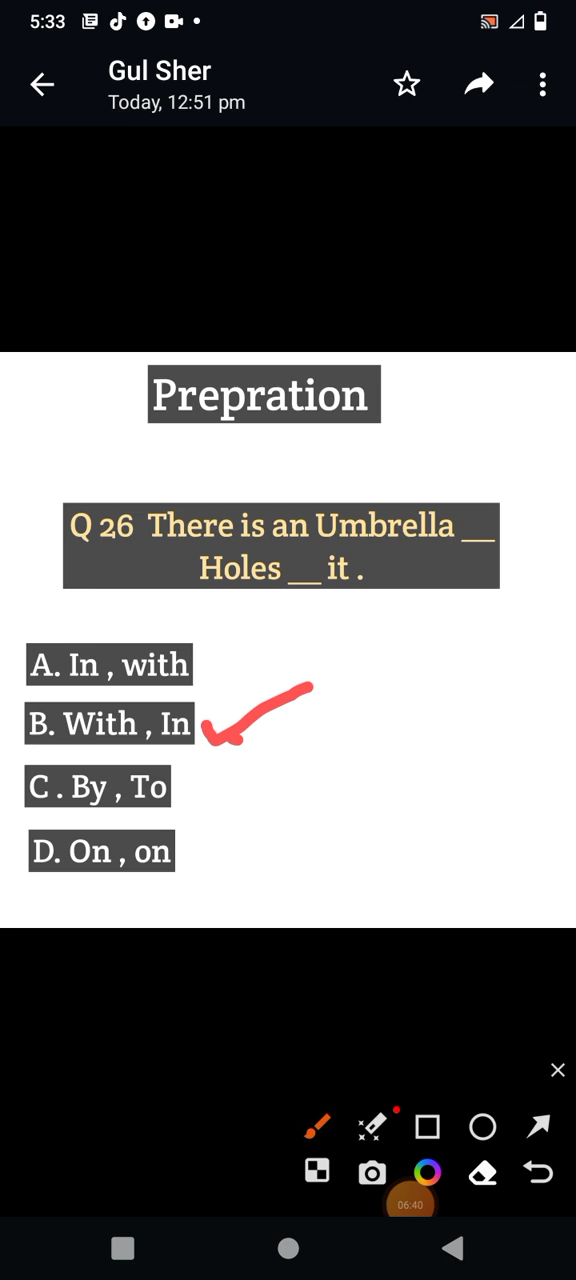 5:33
Gul Sher
Today, 12:51 pm
Prepration
Q 26 There is an Umbrella __
Holes __ it .
A. In , with
B. With , In
C . By , To
D. On , on
06:40